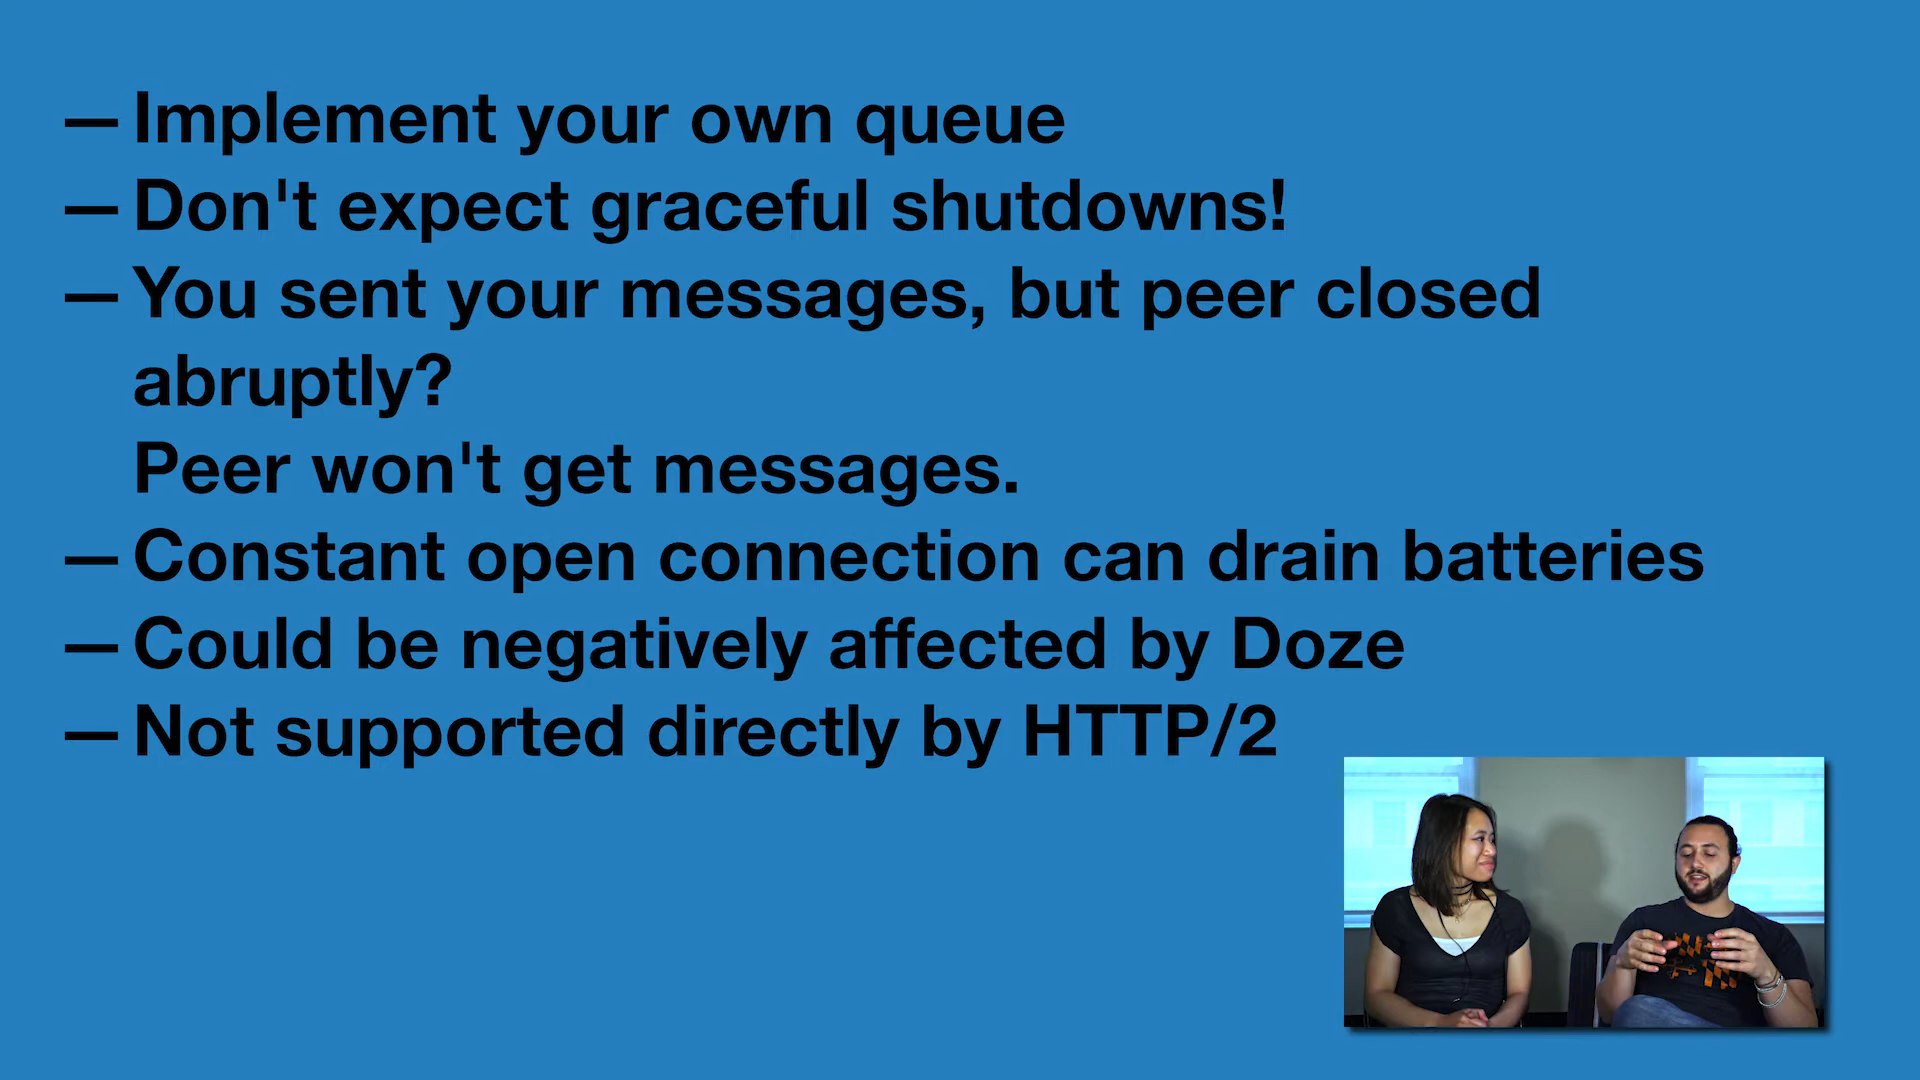 — Implement your own queue
— Don't expect graceful shutdowns!
— You sent your messages, but peer closed
abruptly?
Peer won't get messages.
— Constant open connection can drain batteries
— Could be negatively affected by Doze
— Not supported directly by HTTP/2